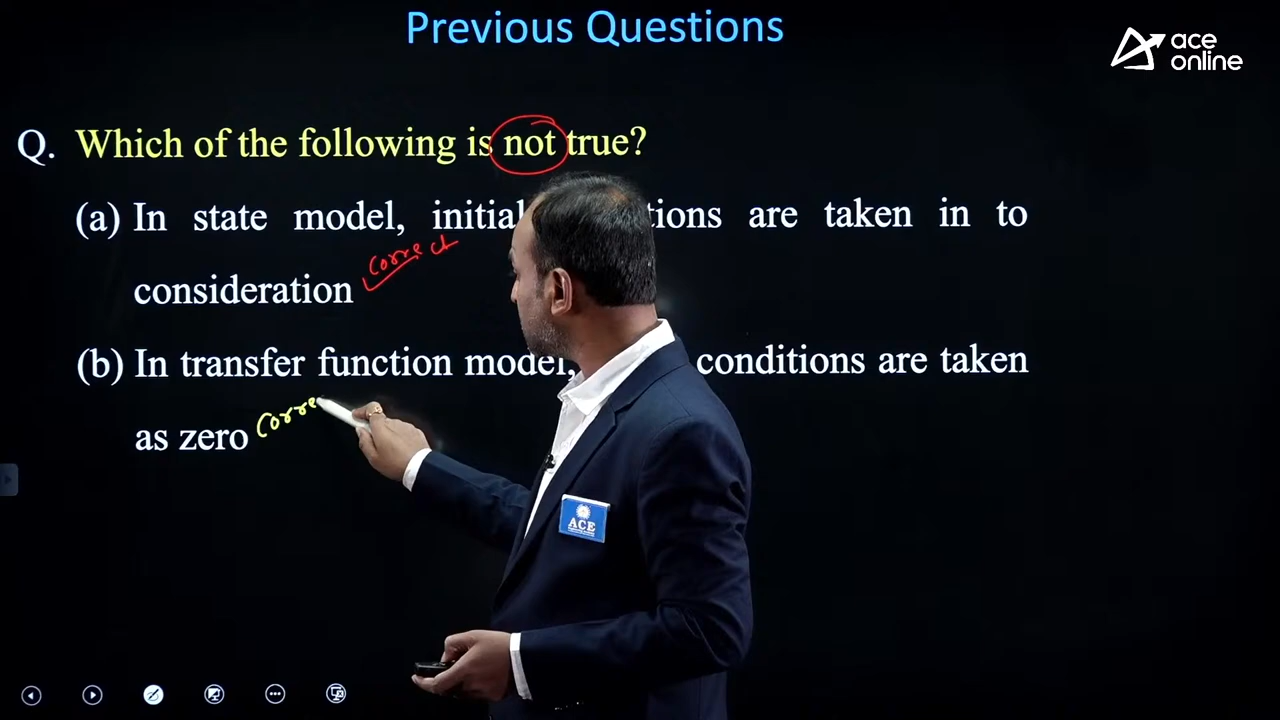 Previous Questions
ace
online
Q. Which of the following is not true?
(a) In state model, initial tions are taken in to
correct
consideration
(b) In transfer function model, conditions are taken
as zero Corre
ACE